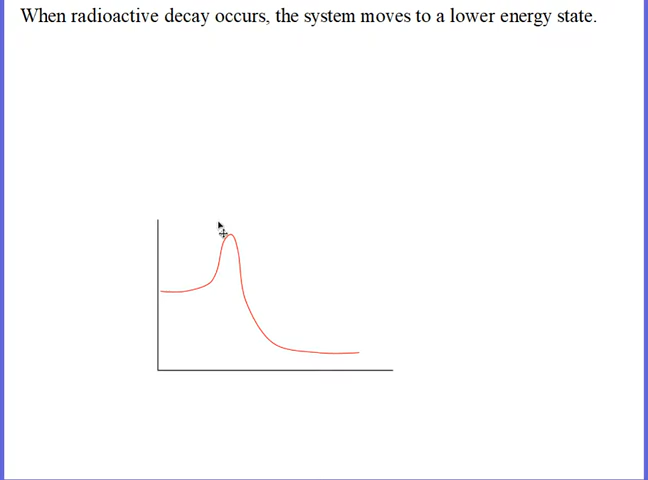 When radioactive decay occurs, the system moves to a lower energy state.